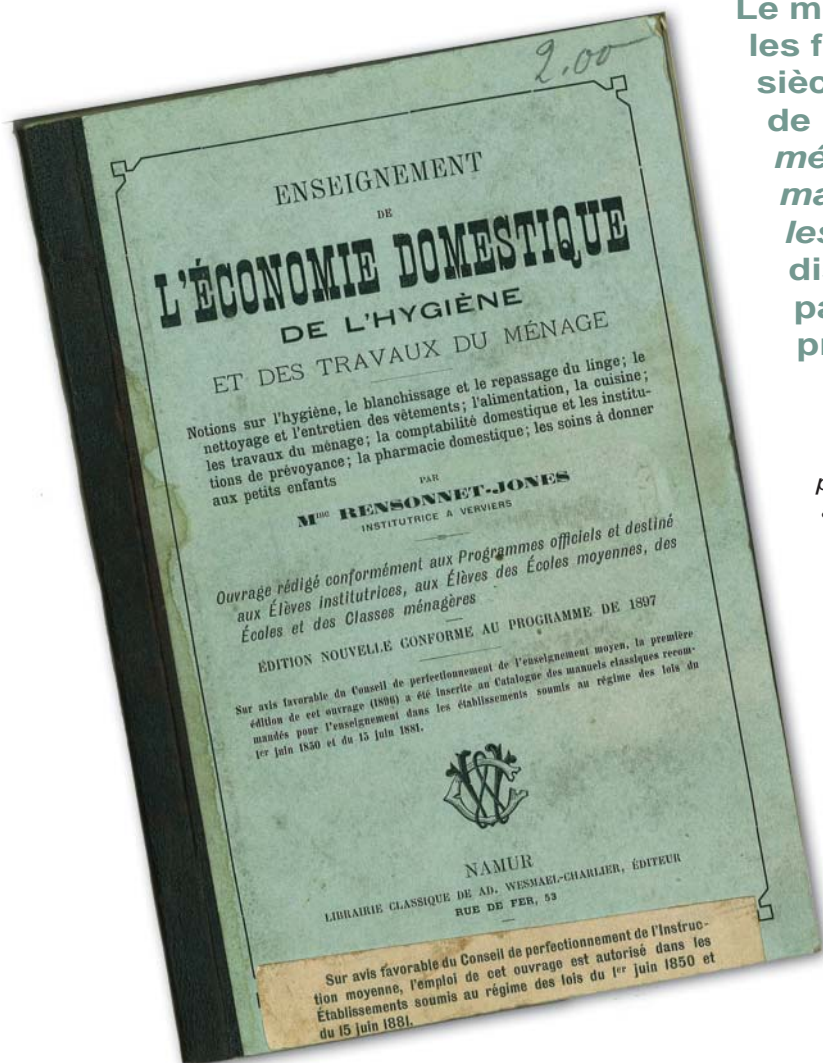 2.00
ENSEIGNEMENT
DE
L'ÉCONOMIE DOMESTIQUE
DE L'HYGIÈNE
ET DES TRAVAUX DU MÉNAGE
Notions sur l'hygiène, le blanchissage et le repassage du linge; le
nettoyage et l'entretien des vêtements; l'alimentation, la cuisine;
les travaux du ménage; la comptabilité domestique et les institu-
tions de prévoyance; la pharmacie domestique; les soins à donner
aux petits enfants
PAR
Mme RENSONNET-JONES
INSTITUTRICE A VERVIERS
Ouvrage rédigé conformément aux Programmes officiels et destiné
aux Élèves institutrices, aux Élèves des Écoles moyennes, des
Écoles et des Classes ménagères
ÉDITION NOUVELLE CONFORME AU PROGRAMME DE 1897
Sur avis favorable du Conseil de perfectionnement de l'enseignement moyen, la première
édition de cet ouvrage (1896) a été inscrite au Catalogue des manuels classiques recom-
mandés pour l'enseignement dans les établissements soumis au régime des lois du
1er juin 1850 et du 15 juin 1881.
NAMUR
LIBRAIRIE CLASSIQUE DE AD. WESMAEL-CHARLIER, ÉDITEUR
RUE DE FER, 53
Sur avis favorable du Conseil de perfectionnement de l'Instruc-
tion moyenne, l'emploi de cet ouvrage est autorisé dans les
Établissements soumis au régime des lois du 1er juin 1850 et
du 15 juin 1881.
Le m
les f
siè
de
mé
ma
les
di
pa
pr
p